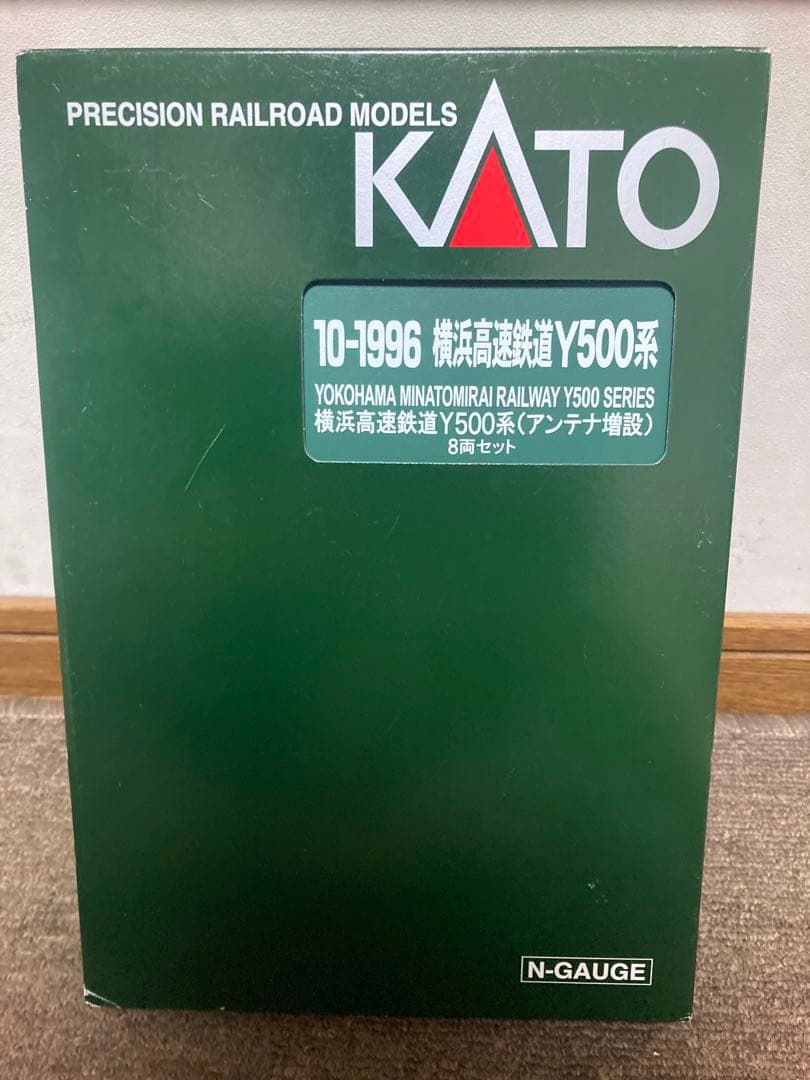 PRECISION RAILROAD MODELS
KATO
10-1996 横浜高速鉄道Y500系
YOKOHAMA MINATOMIRAI RAILWAY Y500 SERIES
横浜高速鉄道Y500系(アンテナ増設)
8両セット
N-GAUGE